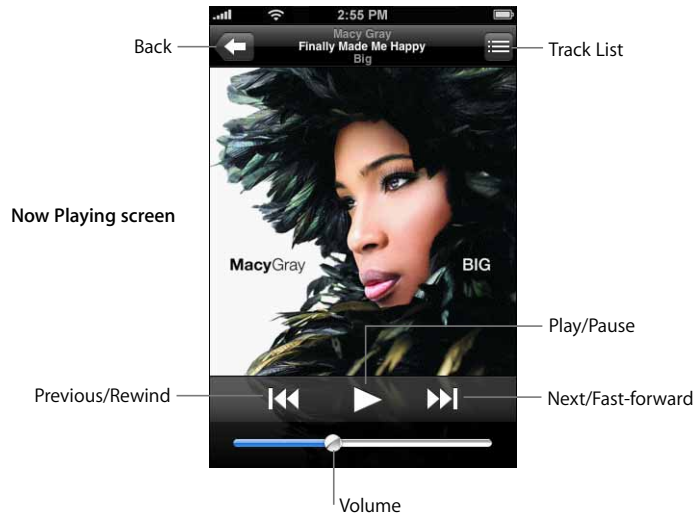 2:55 PM
Macy Gray
Back
Finally Made Me Happy
Track List
Big
Now Playing screen
MacyGray
BIG
Play/Pause
Previous/Rewind
Next/Fast-forward
Volume